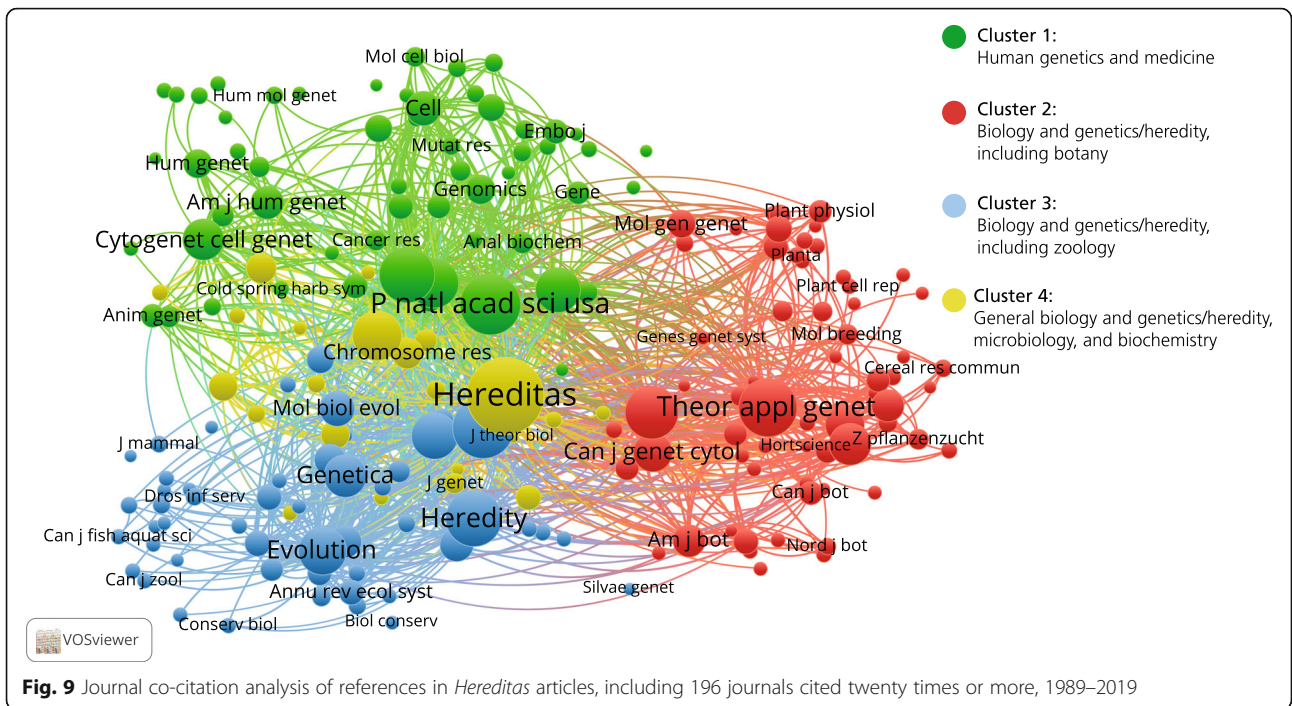 Mol cell biol
Hum mol genet
Cell
Embo j
Mutat res
Hum genet
Genomics
Gene
Am j hum genet
Mol gen genet
Plant physiol
Cytogenet cell genet
Cancer res
Anal biochem
Planta
Cold spring harb sym
Plant cell rep
P natl acad sci usa
Anim genet
Genes genet syst
Mol breeding
Chromosome res
Cereal res commun
Hereditas
Mol biol evol
Theor appl genet
J theor biol
J mammal
Can j genet cytol
Hortscience
Z pflanzenzucht
Genetica
J genet
Dros inf serv
Can j bot
Heredity
Can j fish aquat sci
Evolution
Am j bot
Nord j bot
Can j zool
Annu rev ecol syst
Silvae genet
Conserv biol
Biol conserv
Cluster 1:
Human genetics and medicine
Cluster 2:
Biology and genetics/heredity,
including botany
Cluster 3:
Biology and genetics/heredity,
including zoology
Cluster 4:
General biology and genetics/heredity,
microbiology, and biochemistry
VOSviewer
Fig. 9 Journal co-citation analysis of references in Hereditas articles, including 196 journals cited twenty times or more, 1989–2019